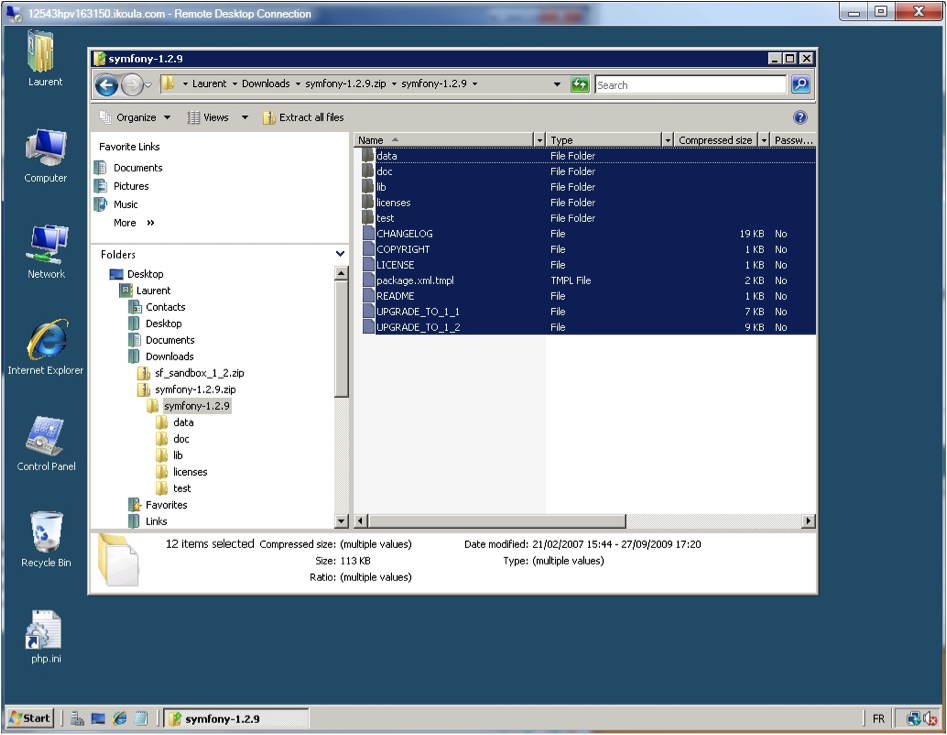 12543hpv163150.ikoula.com - Remote Desktop Connection
Laurent
Computer
Network
Internet Explorer
Control Panel
Recycle Bin
php.ini
symfony-1.2.9
Laurent Downloads symfony-1.2.9.zip symfony-1.2.9
Search
Organize Views Extract all files
Favorite Links
Documents
Pictures
Music
More »
Folders
Desktop
Laurent
Contacts
Desktop
Documents
Downloads
sf_sandbox_1_2.zip
symfony-1.2.9.zip
symfony-1.2.9
data
doc
lib
licenses
test
Favorites
Links
Name Type Compressed size Passw...
data File Folder
doc File Folder
lib File Folder
licenses File Folder
test File Folder
CHANGELOG File 19 KB No
COPYRIGHT File 1 KB No
LICENSE File 1 KB No
package.xml.tmpl TMPL File 2 KB No
README File 1 KB No
UPGRADE_TO_1_1 File 7 KB No
UPGRADE_TO_1_2 File 9 KB No
12 items selected Compressed size: (multiple values) Date modified: 21/02/2007 15:44 - 27/09/2009 17:20
Size: 113 KB Type: (multiple values)
Ratio: (multiple values)
Start symfony-1.2.9 FR